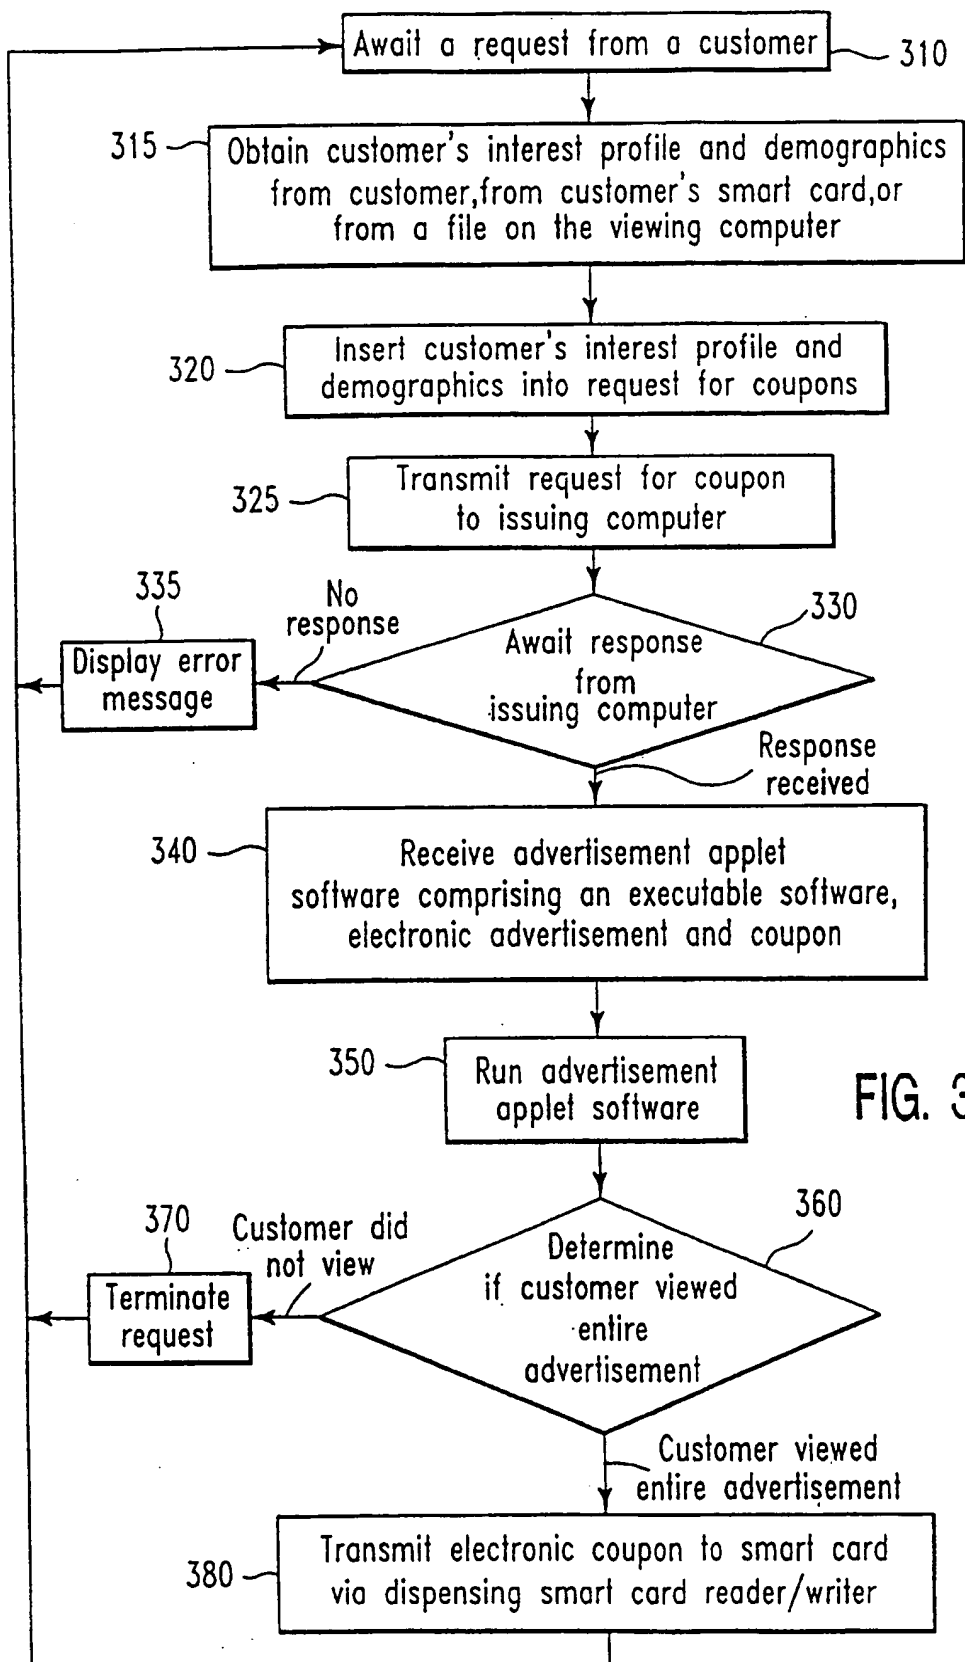 Await a request from a customer
310
315
Obtain customer's interest profile and demographics
from customer,from customer's smart card,or
from a file on the viewing computer
320
Insert customer's interest profile and
demographics into request for coupons
325
Transmit request for coupon
to issuing computer
335
No
response
330
Display error
message
Await response
from
issuing computer
Response
received
340
Receive advertisement applet
software comprising an executable software,
electronic advertisement and coupon
350
Run advertisement
applet software
FIG. 3
370
Customer did
not view
360
Terminate
request
Determine
if customer viewed
entire
advertisement
Customer viewed
entire advertisement
380
Transmit electronic coupon to smart card
via dispensing smart card reader/writer